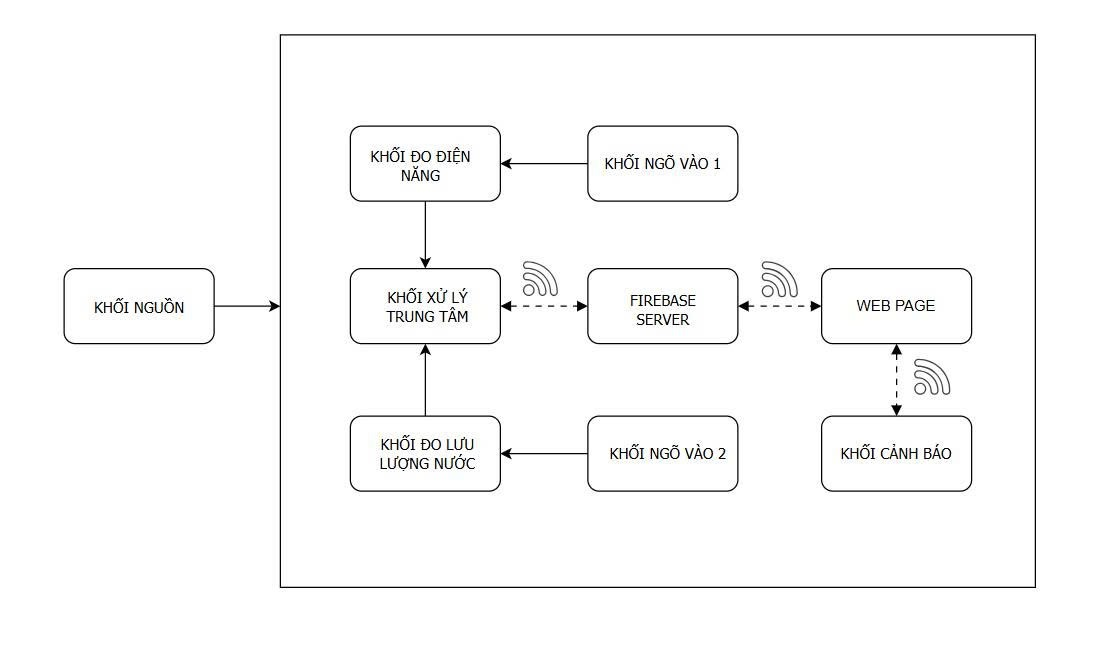 KHỐI ĐO ĐIỆN
NĂNG
KHỐI NGÕ VÀO 1
KHỐI NGUỒN
KHỐI XỬ LÝ
TRUNG TÂM
FIREBASE
SERVER
WEB PAGE
KHỐI ĐO LƯU
LƯỢNG NƯỚC
KHỐI NGÕ VÀO 2
KHỐI CẢNH BÁO